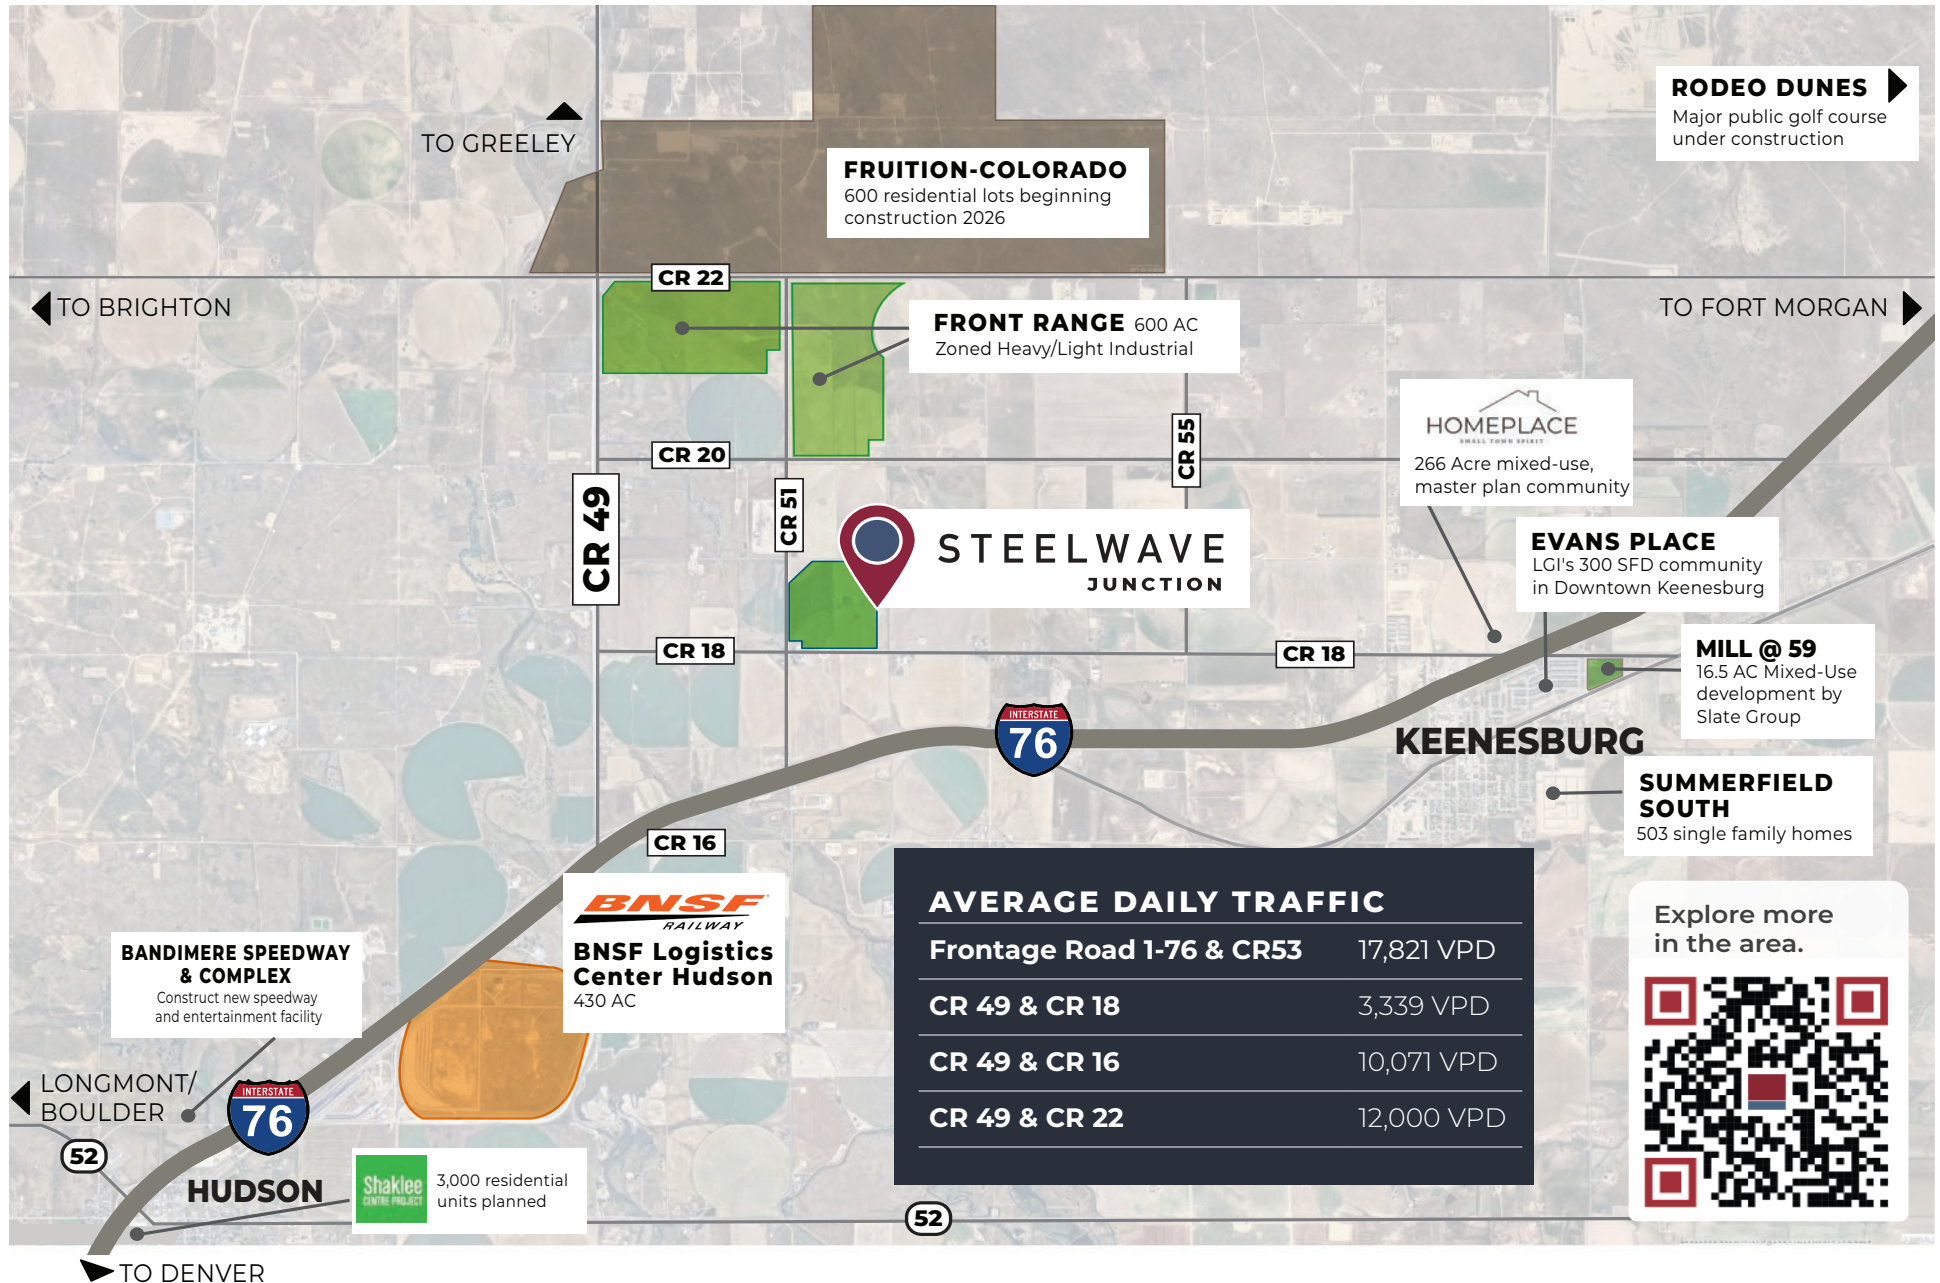 RODEO DUNES
Major public golf course
under construction
TO GREELEY
FRUITION-COLORADO
600 residential lots beginning
construction 2026
CR 22
TO BRIGHTON
TO FORT MORGAN
FRONT RANGE 600 AC
Zoned Heavy/Light Industrial
HOMEPLACE
SMALL TOWN SPIRIT
266 Acre mixed-use,
master plan community
CR 20
CR 55
CR 49
CR 51
STEELWAVE
JUNCTION
EVANS PLACE
LGI's 300 SFD community
in Downtown Keenesburg
CR 18
CR 18
MILL @ 59
16.5 AC Mixed-Use
development by
Slate Group
INTERSTATE
76
KEENESBURG
SUMMERFIELD
SOUTH
503 single family homes
CR 16
BNSF
RAILWAY
BNSF Logistics
Center Hudson
430 AC
BANDIMERE SPEEDWAY
& COMPLEX
Construct new speedway
and entertainment facility
AVERAGE DAILY TRAFFIC
Frontage Road 1-76 & CR53 17,821 VPD
CR 49 & CR 18 3,339 VPD
CR 49 & CR 16 10,071 VPD
CR 49 & CR 22 12,000 VPD
Explore more
in the area.
LONGMONT/
BOULDER
INTERSTATE
76
52
HUDSON
Shaklee
CENTRE PROJECT
3,000 residential
units planned
52
TO DENVER